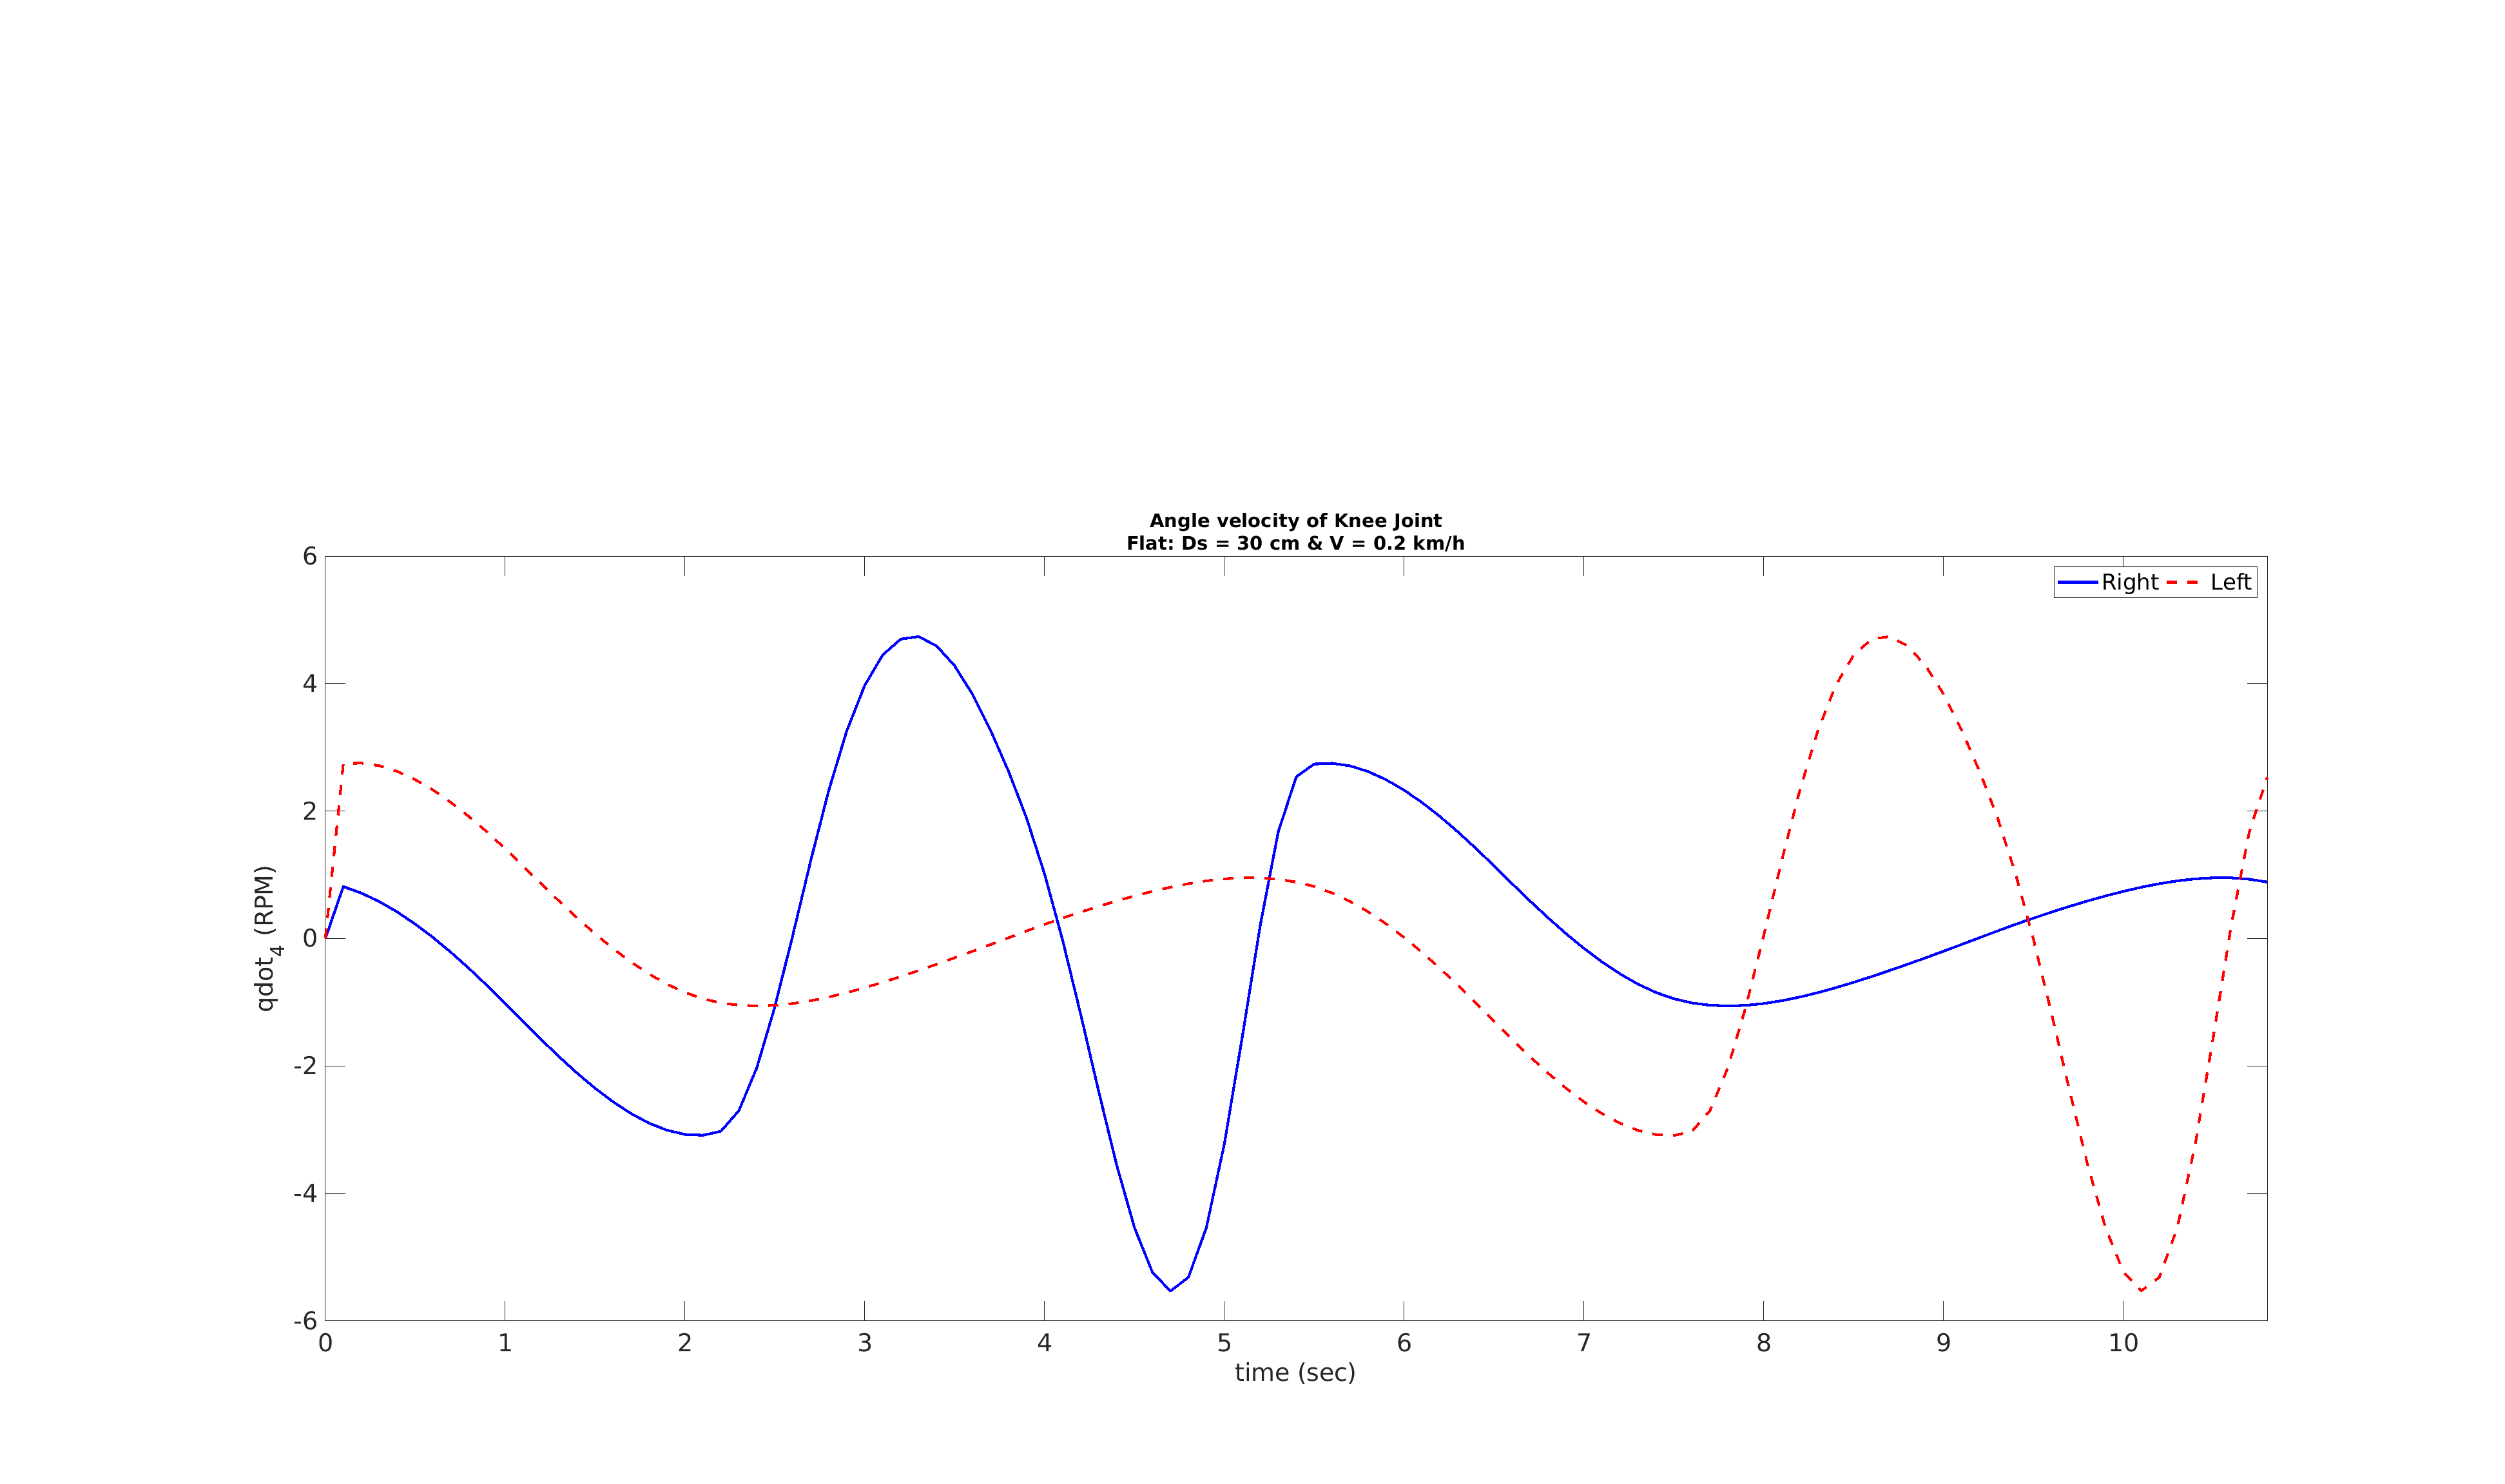 Angle velocity of Knee Joint
Flat: Ds = 30 cm & V = 0.2 km/h
Right Left
6
4
2
0
-2
-4
-6
qdot4 (RPM)
0 1 2 3 4 5 6 7 8 9 10
time (sec)